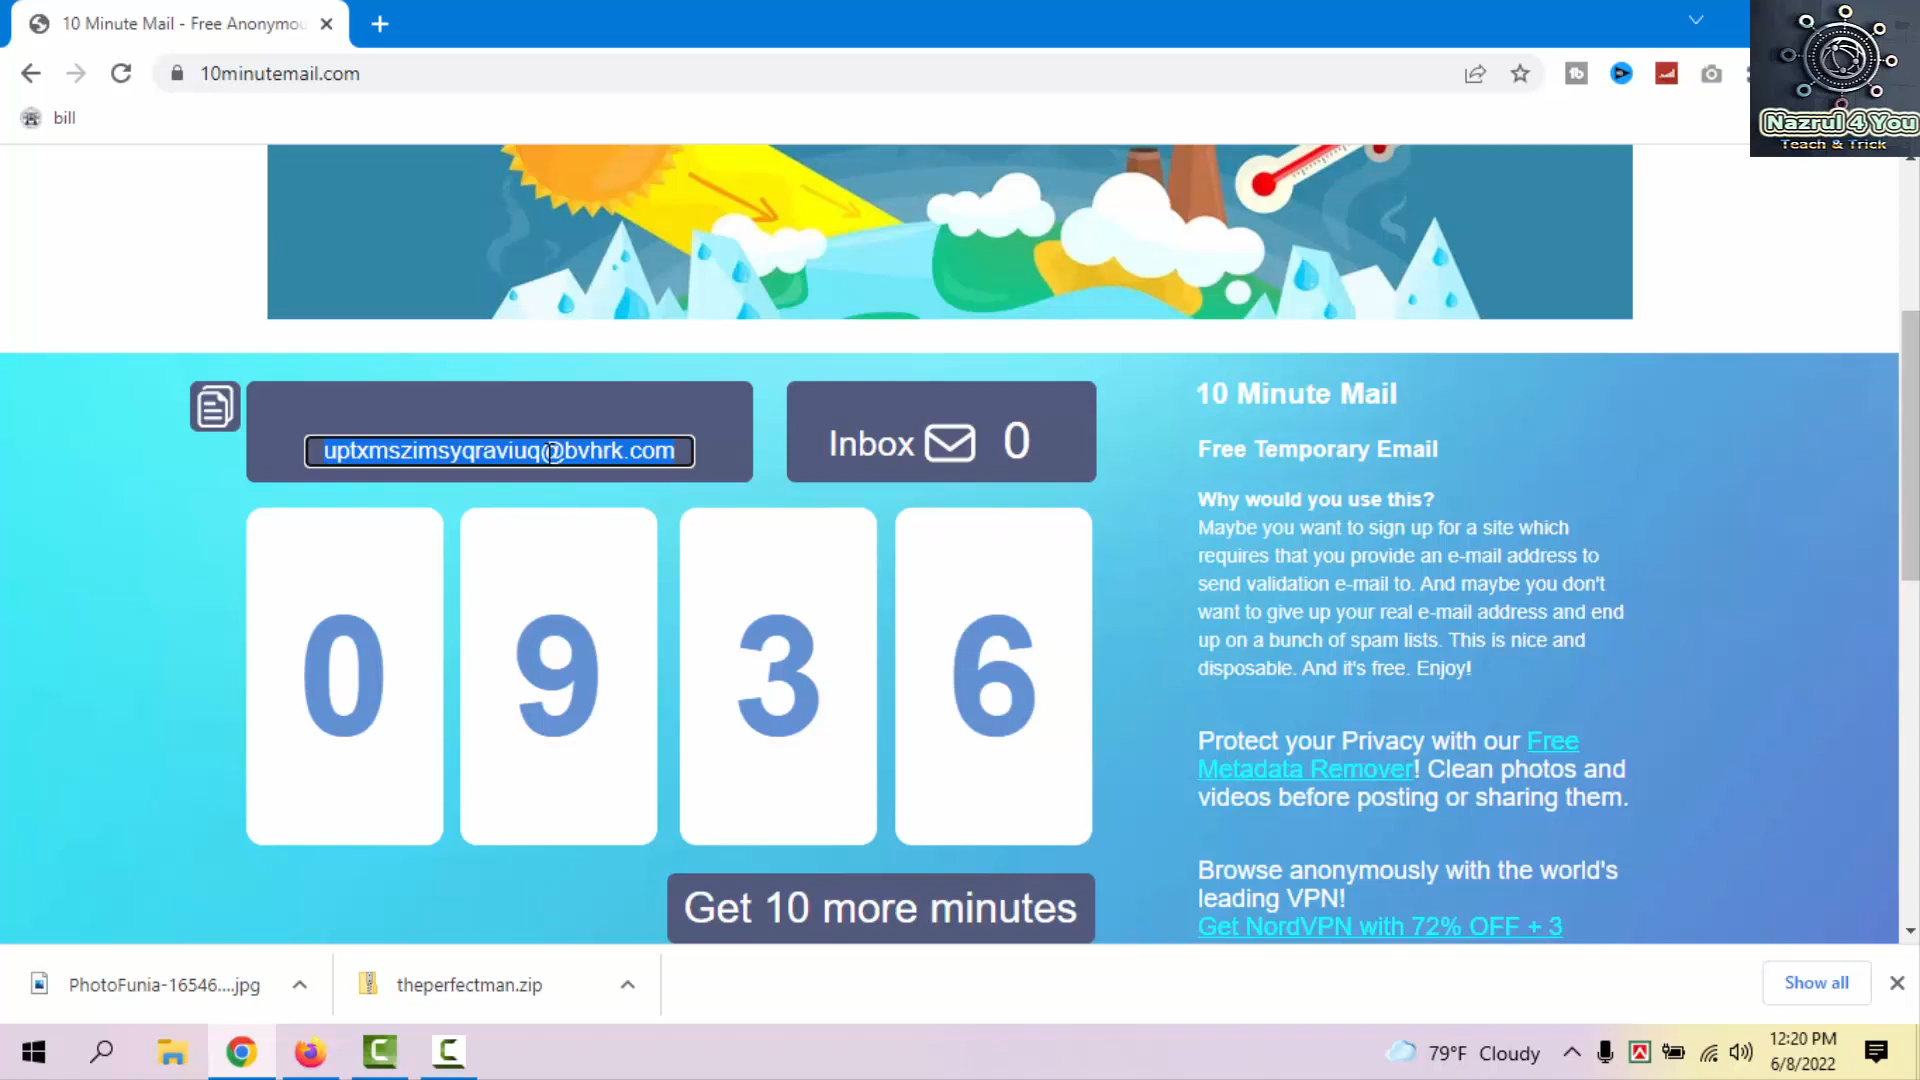 10 Minute Mail - Free Anonymou
10minutemail.com
bill
Nazrul 4 You
Teach & Trick
uptxmszimsyqraviuq@bvhrk.com
Inbox 0
0 9 3 6
Get 10 more minutes
10 Minute Mail
Free Temporary Email
Why would you use this?
Maybe you want to sign up for a site which
requires that you provide an e-mail address to
send validation e-mail to. And maybe you don't
want to give up your real e-mail address and end
up on a bunch of spam lists. This is nice and
disposable. And it's free. Enjoy!
Protect your Privacy with our Free
Metadata Remover! Clean photos and
videos before posting or sharing them.
Browse anonymously with the world's
leading VPN!
Get NordVPN with 72% OFF + 3
PhotoFunia-16546....jpg
theperfectman.zip
Show all
79°F Cloudy
12:20 PM
6/8/2022